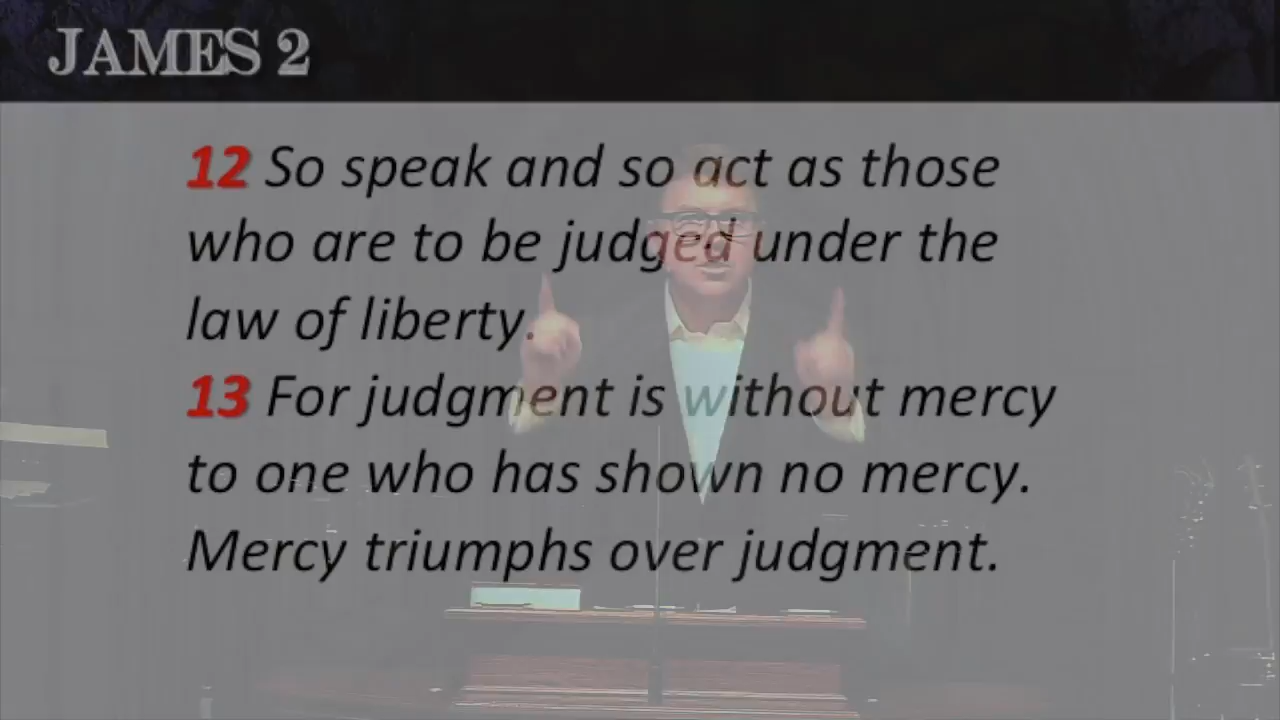 JAMES 2
12 So speak and so act as those
who are to be judged under the
law of liberty.
13 For judgment is without mercy
to one who has shown no mercy.
Mercy triumphs over judgment.